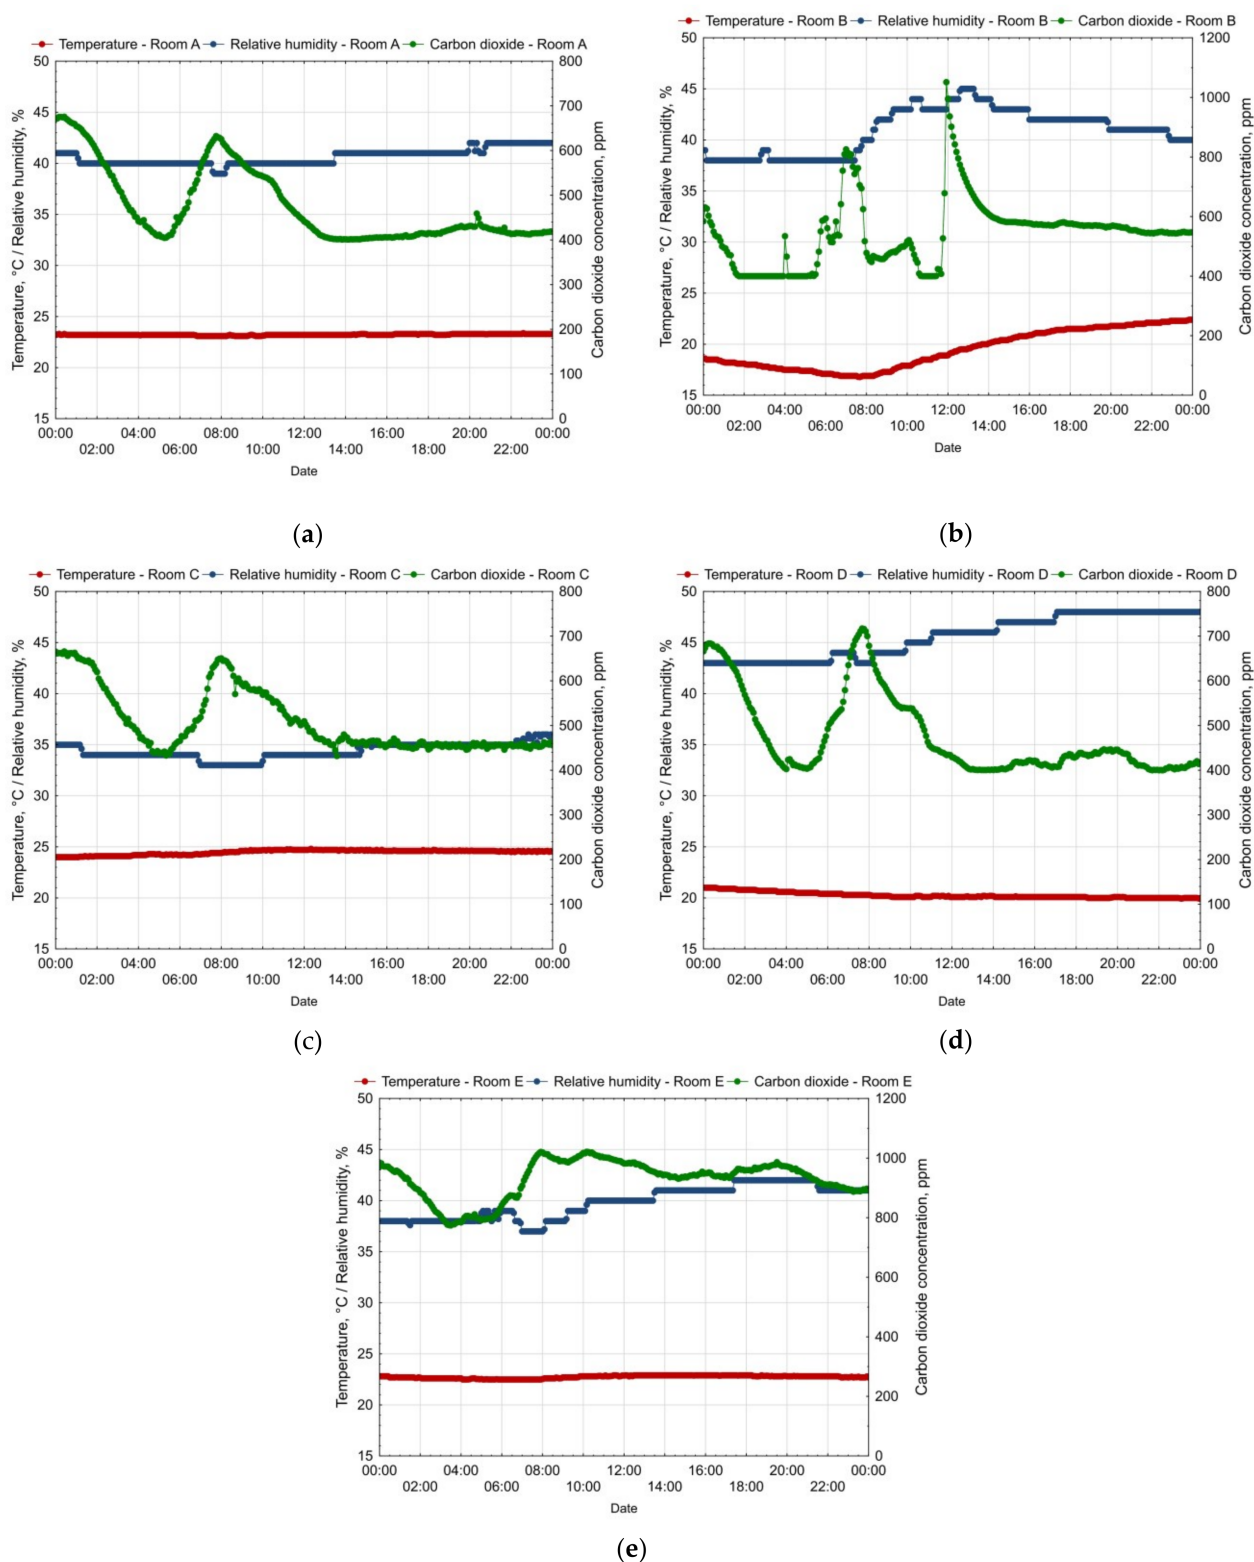 Temperature - Room A Relative humidity - Room A Carbon dioxide - Room A
Temperature, °C / Relative humidity, %
50
45
40
35
30
25
20
15
800
700
600
500
400
300
200
100
0
Carbon dioxide concentration, ppm
00:00 04:00 08:00 12:00 16:00 20:00 00:00
02:00 06:00 10:00 14:00 18:00 22:00
Date
(a)
Temperature - Room B Relative humidity - Room B Carbon dioxide - Room B
Temperature, °C / Relative humidity, %
50
45
40
35
30
25
20
15
1200
1000
800
600
400
200
0
Carbon dioxide concentration, ppm
00:00 04:00 06:00 08:00 12:00 16:00 20:00 00:00
02:00 06:00 10:00 14:00 18:00 22:00
Date
(b)
Temperature - Room C Relative humidity - Room C Carbon dioxide - Room C
Temperature, °C / Relative humidity, %
50
45
40
35
30
25
20
15
800
700
600
500
400
300
200
100
0
Carbon dioxide concentration, ppm
00:00 04:00 08:00 12:00 16:00 20:00 00:00
02:00 06:00 10:00 14:00 18:00 22:00
Date
(c)
Temperature - Room D Relative humidity - Room D Carbon dioxide - Room D
Temperature, °C / Relative humidity, %
50
45
40
35
30
25
20
15
800
700
600
500
400
300
200
100
0
Carbon dioxide concentration, ppm
00:00 04:00 08:00 12:00 16:00 20:00 00:00
02:00 06:00 10:00 14:00 18:00 22:00
Date
(d)
Temperature - Room E Relative humidity - Room E Carbon dioxide - Room E
Temperature, °C / Relative humidity, %
50
45
40
35
30
25
20
15
1200
1000
800
600
400
200
0
Carbon dioxide concentration, ppm
00:00 04:00 08:00 12:00 16:00 20:00 00:00
02:00 06:00 10:00 14:00 18:00 22:00
Date
(e)